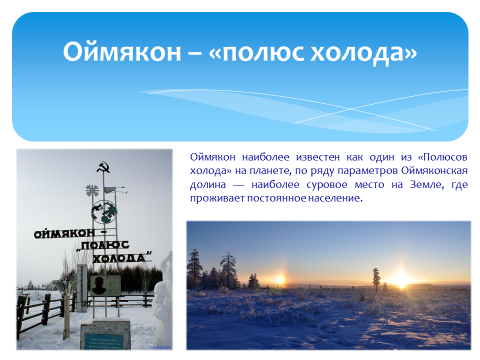 Оймякон – «полюс холода»
Оймякон наиболее известен как один из «Полюсов
холода» на планете, по ряду параметров Оймяконская
долина — наиболее суровое место на Земле, где
проживает постоянное население.
ОЙМЯКОН –
„ПОЛЮС
ХОЛОДА"